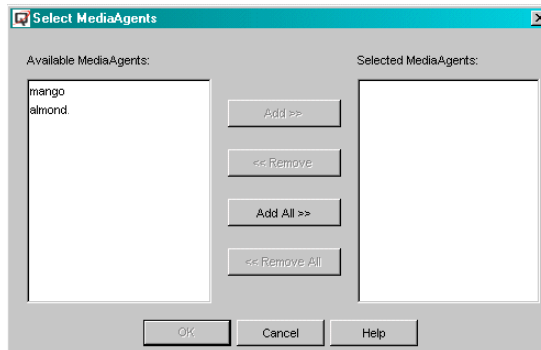 Select MediaAgents
Available MediaAgents:
Selected MediaAgents:
mango
almond.
Add >>
<< Remove
Add All >>
<< Remove All
OK
Cancel
Help